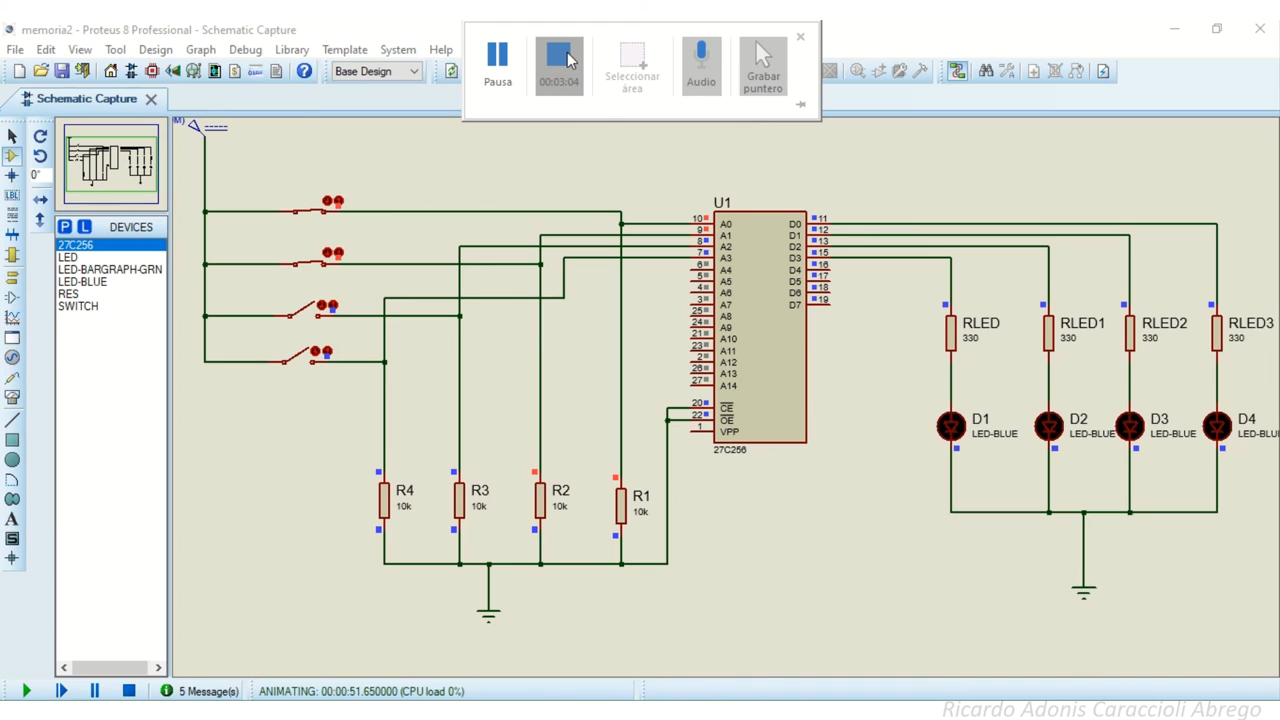 memoria2 - Proteus 8 Professional - Schematic Capture
File Edit View Tool Design Graph Debug Library Template System Help
Base Design
Pausa
00:03:04
Seleccionar
área
Audio
Grabar
puntero
Schematic Capture
0°
P L DEVICES
27C256
LED
LED-BARGRAPH-GRN
LED-BLUE
RES
SWITCH
LBL
A
S
U1
10 A0 D0 11
9 A1 D1 12
8 A2 D2 13
7 A3 D3 15
6 A4 D4 16
5 A5 D5 17
4 A6 D6 18
3 A7 D7 19
25 A8
24 A9
21 A10
23 A11
2 A12
26 A13
27 A14
20 CE
22 OE
1 VPP
27C256
RLED
330
RLED1
330
RLED2
330
RLED3
330
D1
LED-BLUE
D2
LED-BLUE
D3
LED-BLUE
D4
LED-BLU
R4
10k
R3
10k
R2
10k
R1
10k
5 Message(s)
ANIMATING: 00:00:51.650000 (CPU load 0%)
Ricardo Adonis Caraccioli Abrego